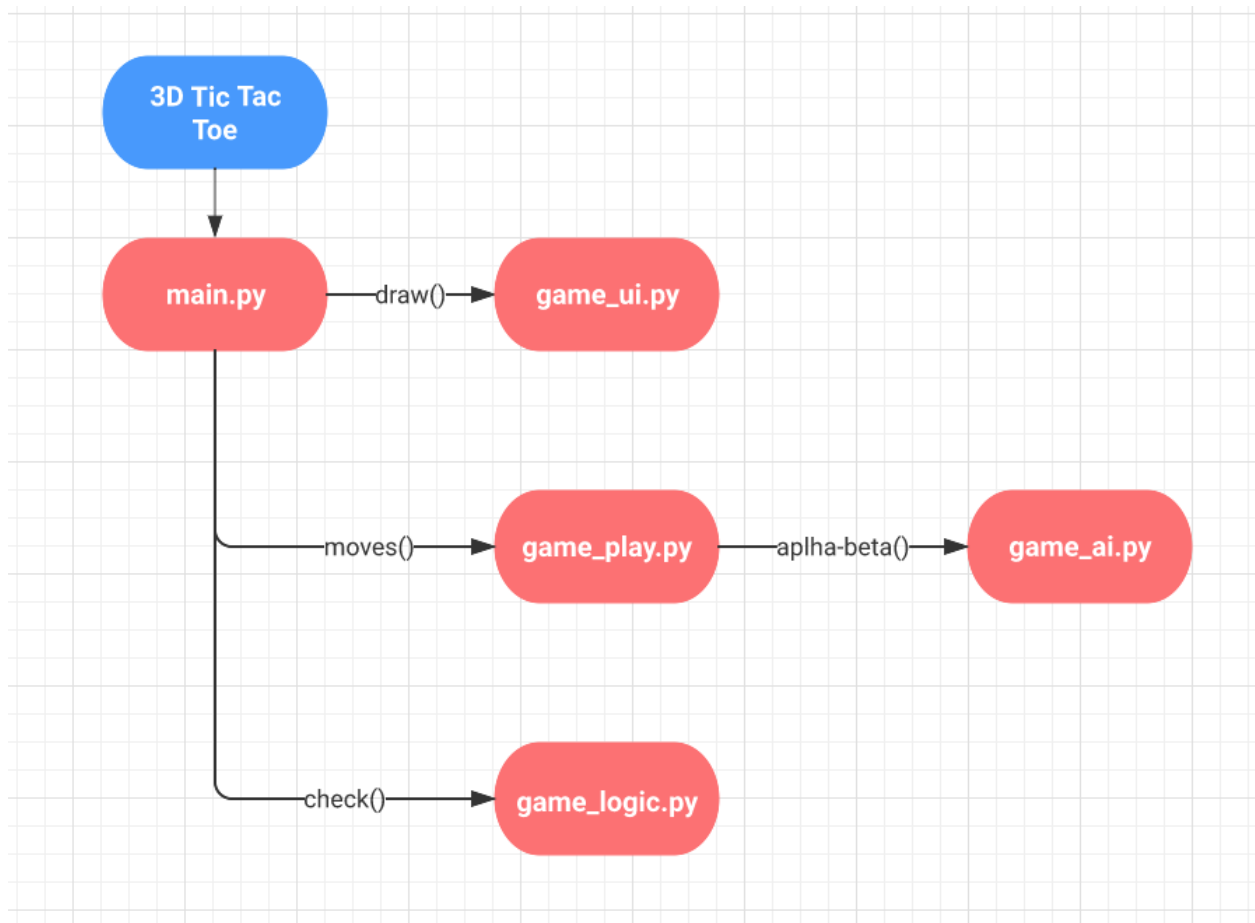 3D Tic Tac
Toe
main.py
draw()
game_ui.py
moves()
game_play.py
aplha-beta()
game_ai.py
check()
game_logic.py